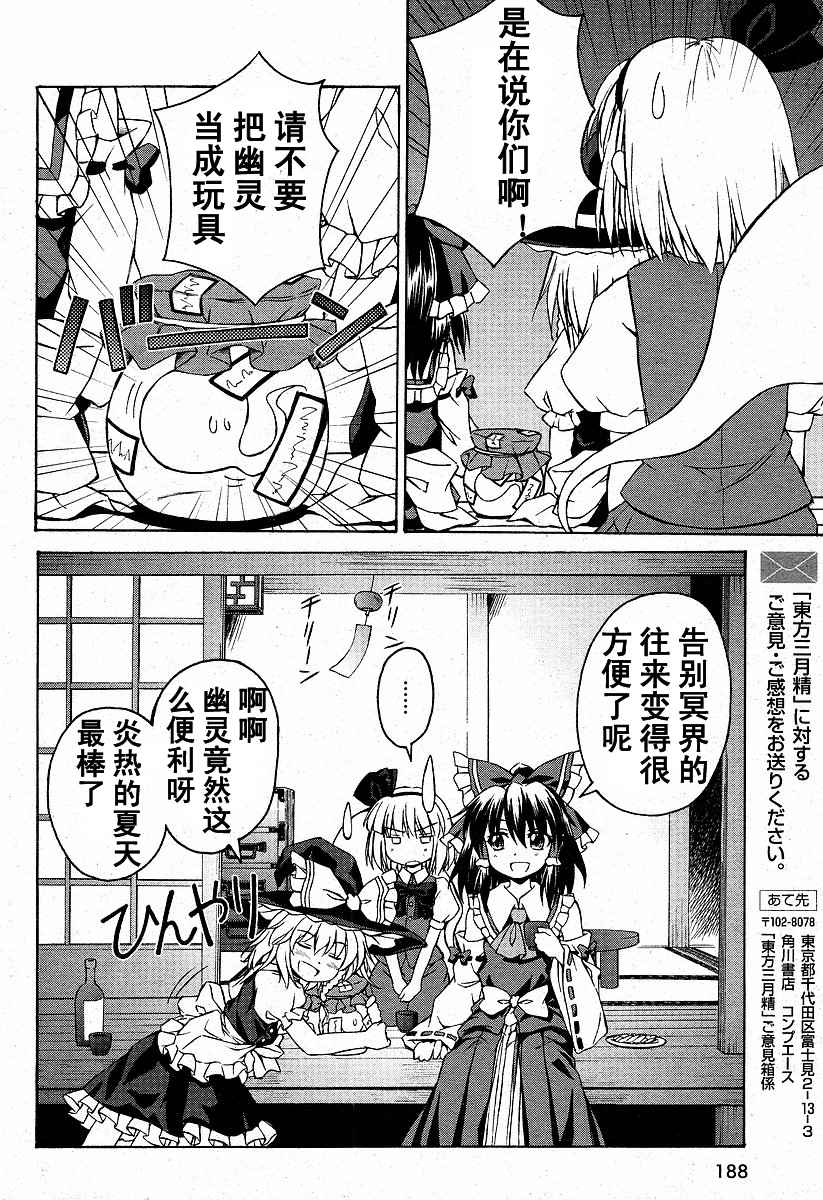 是在说你
们啊！
请不要
把幽灵
当成玩具
告别冥界的
往来变得很
方便了呢
……
チリ
チリ
啊啊
幽灵竟然这
么便利呀
炎热的夏天
最棒了
ひんやり
「東方三月精」に対する
ご意見・ご感想をお送りください。
あて先
〒102-8078
東京都千代田区富士見2-13-3
角川書店　コンプエース
「東方三月精」ご意見箱係
188